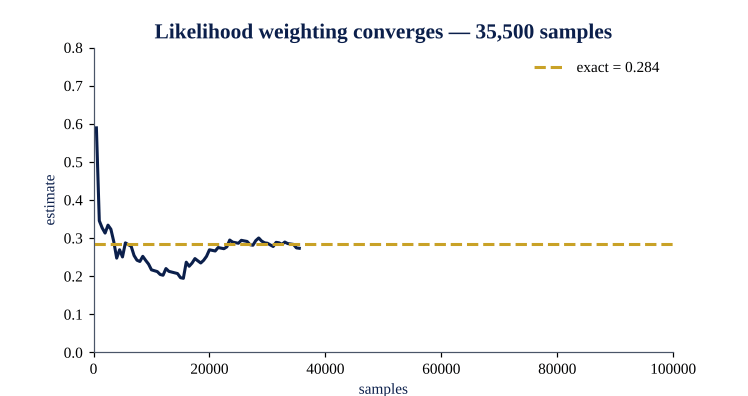 Likelihood weighting converges — 35,500 samples
exact = 0.284
estimate
0.8
0.7
0.6
0.5
0.4
0.3
0.2
0.1
0.0
0 20000 40000 60000 80000 100000
samples